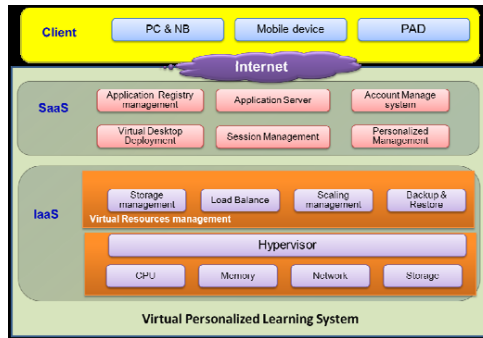 Client
PC & NB
Mobile device
PAD
Internet
SaaS
Application Registry
management
Application Server
Account Manage
system
Virtual Desktop
Deployment
Session Management
Personalized
Management
IaaS
Storage
management
Load Balance
Scaling
management
Backup &
Restore
Virtual Resources management
Hypervisor
CPU
Memory
Network
Storage
Virtual Personalized Learning System